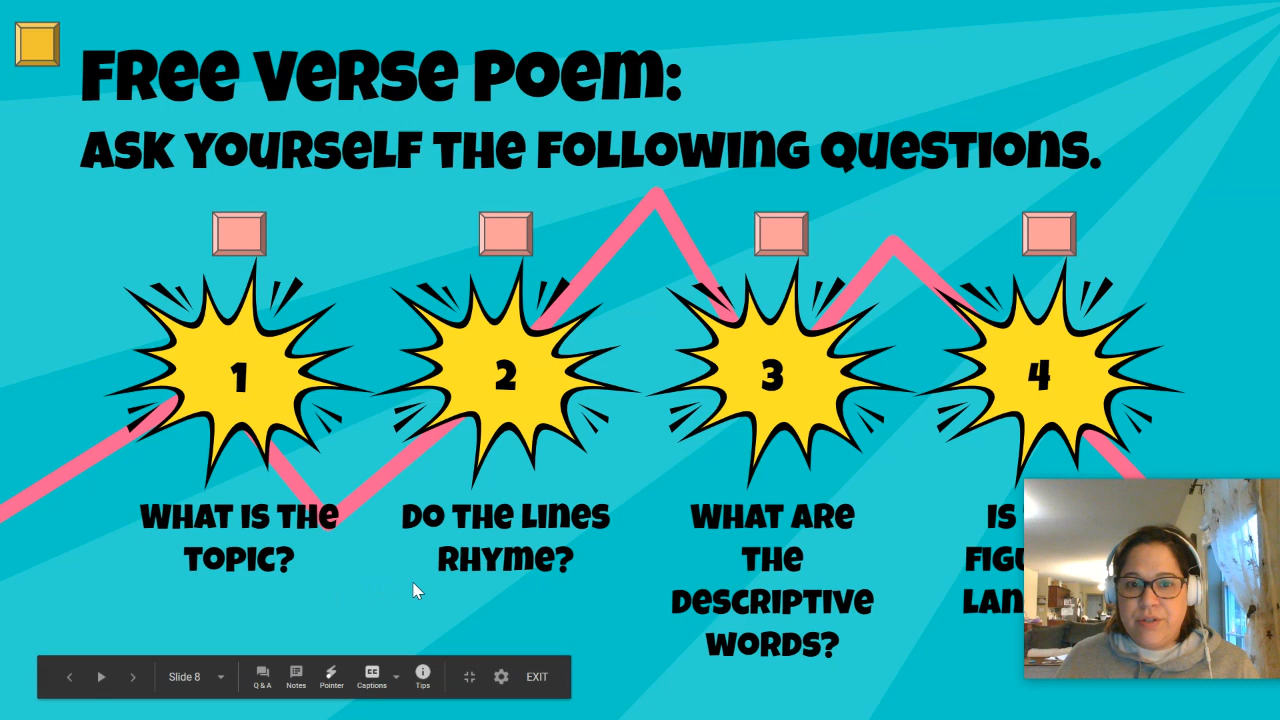 Free Verse Poem:
Ask yourself the following questions.
1
2
3
4
What is the
topic?
Do the lines
rhyme?
What are
the
descriptive
words?
Is
Slide 8
Q & A
Notes
Pointer
Captions
Tips
EXIT